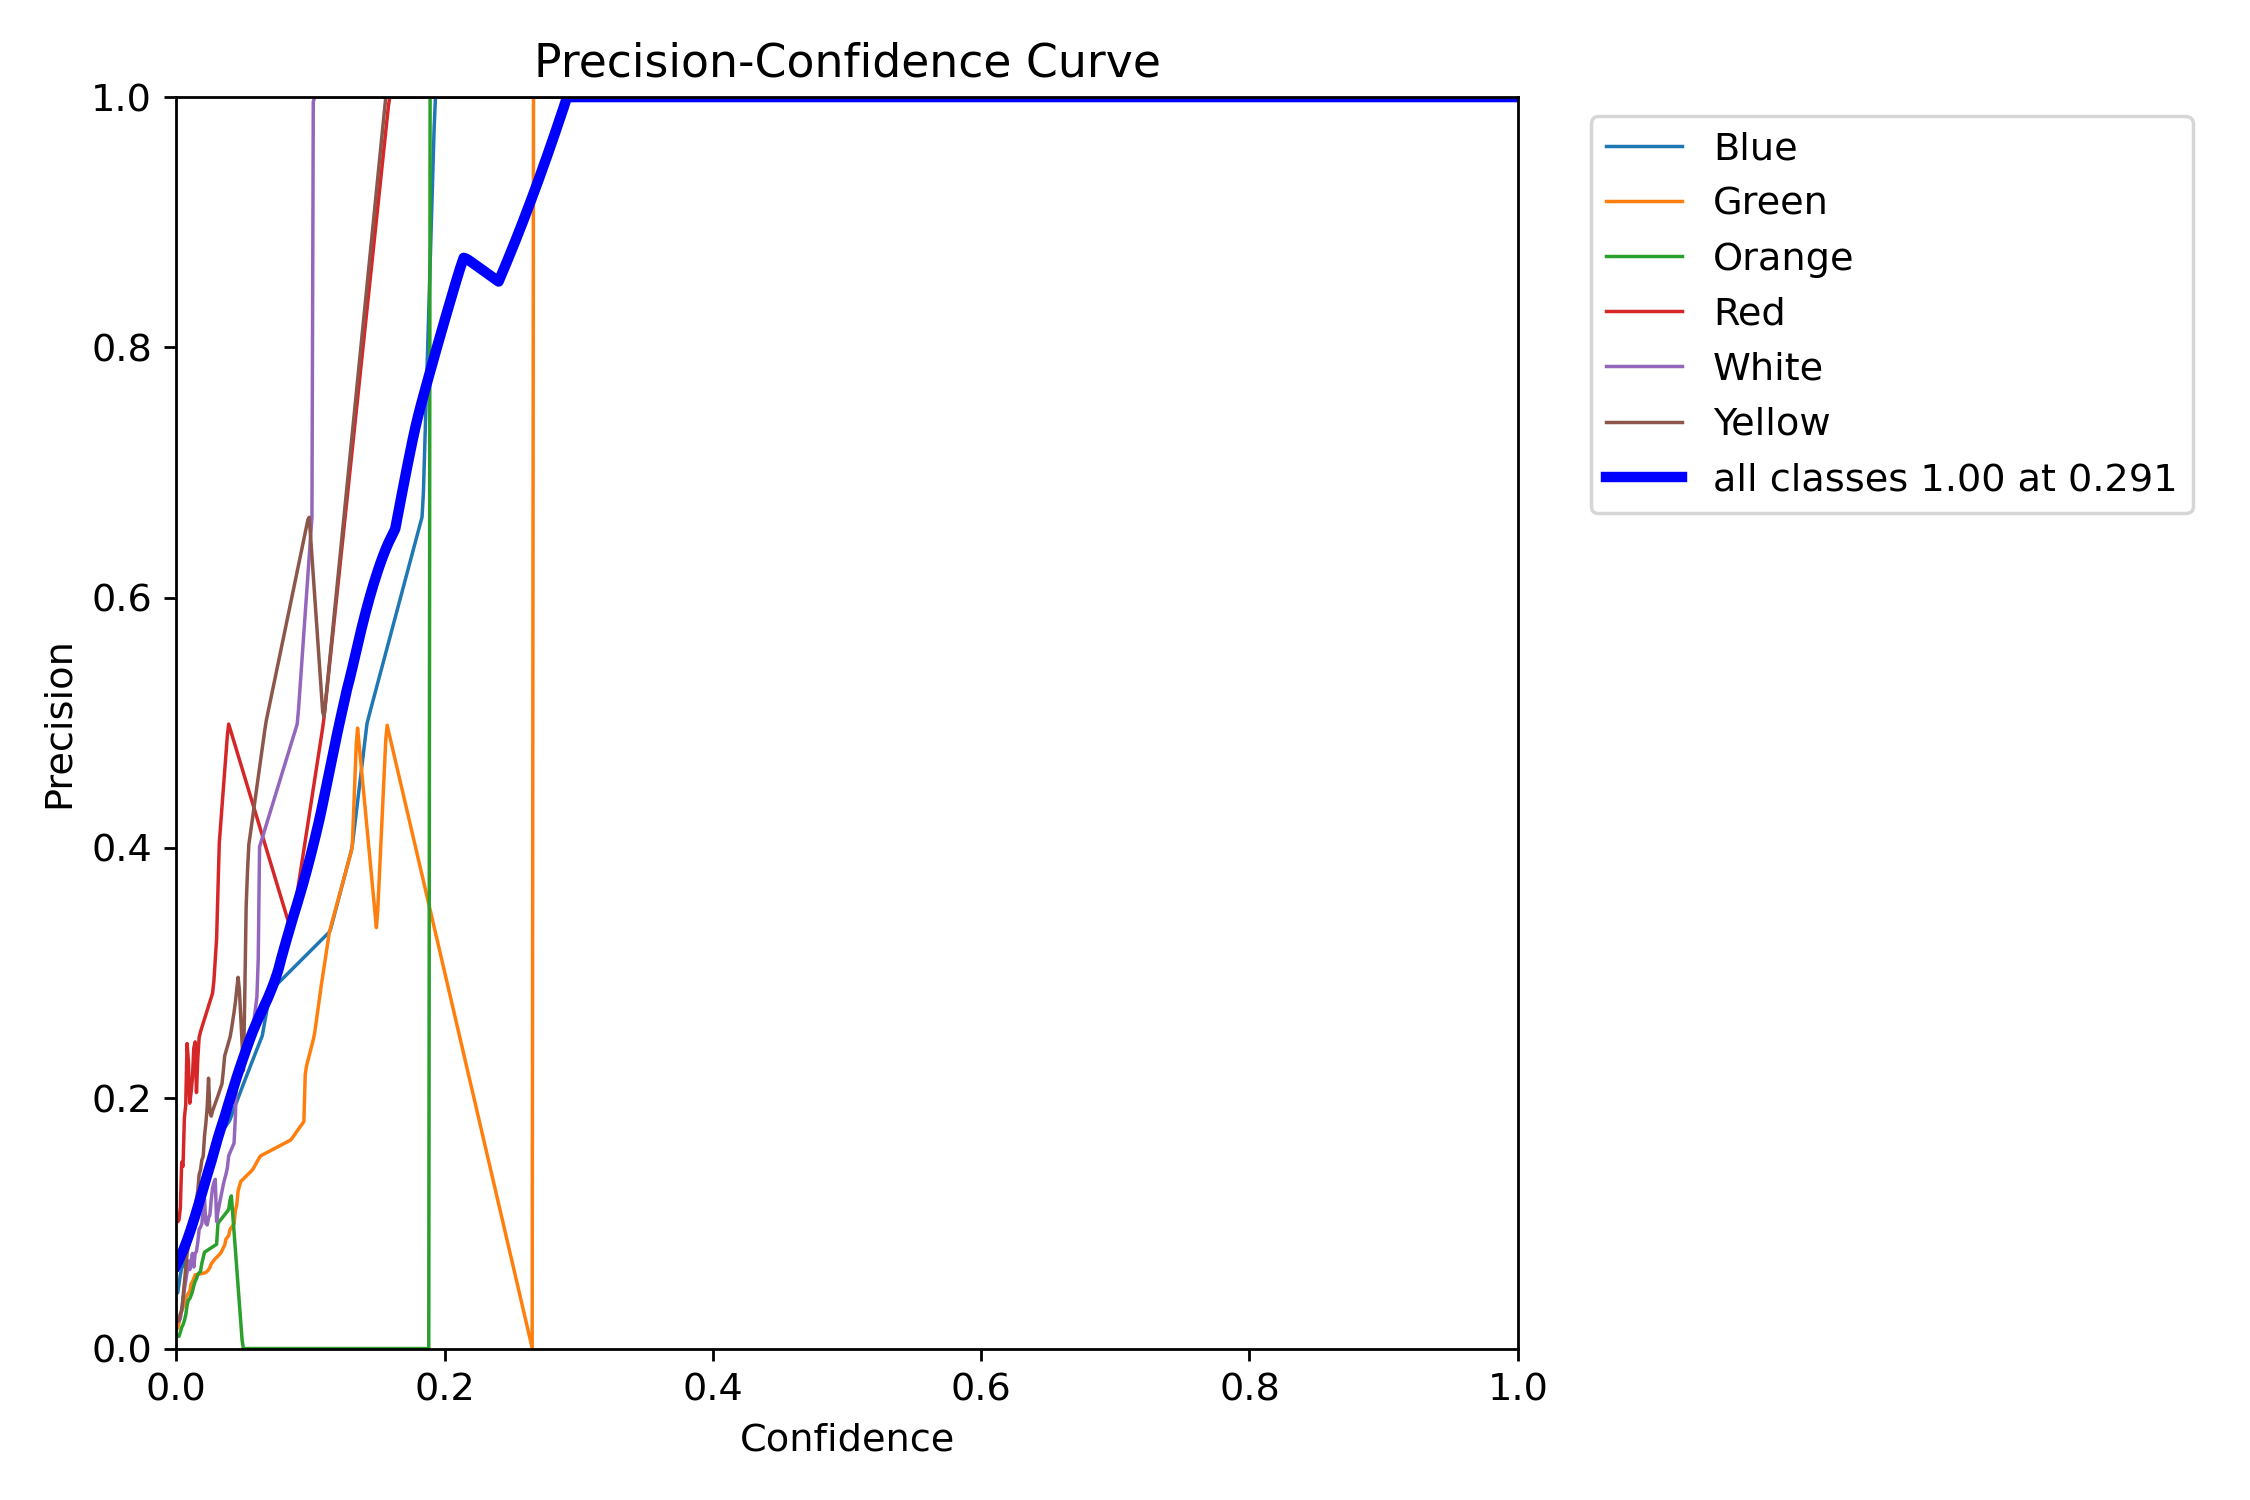 Precision-Confidence Curve
1.0
0.8
0.6
0.4
0.2
0.0
Precision
0.0 0.2 0.4 0.6 0.8 1.0
Confidence
Blue
Green
Orange
Red
White
Yellow
all classes 1.00 at 0.291